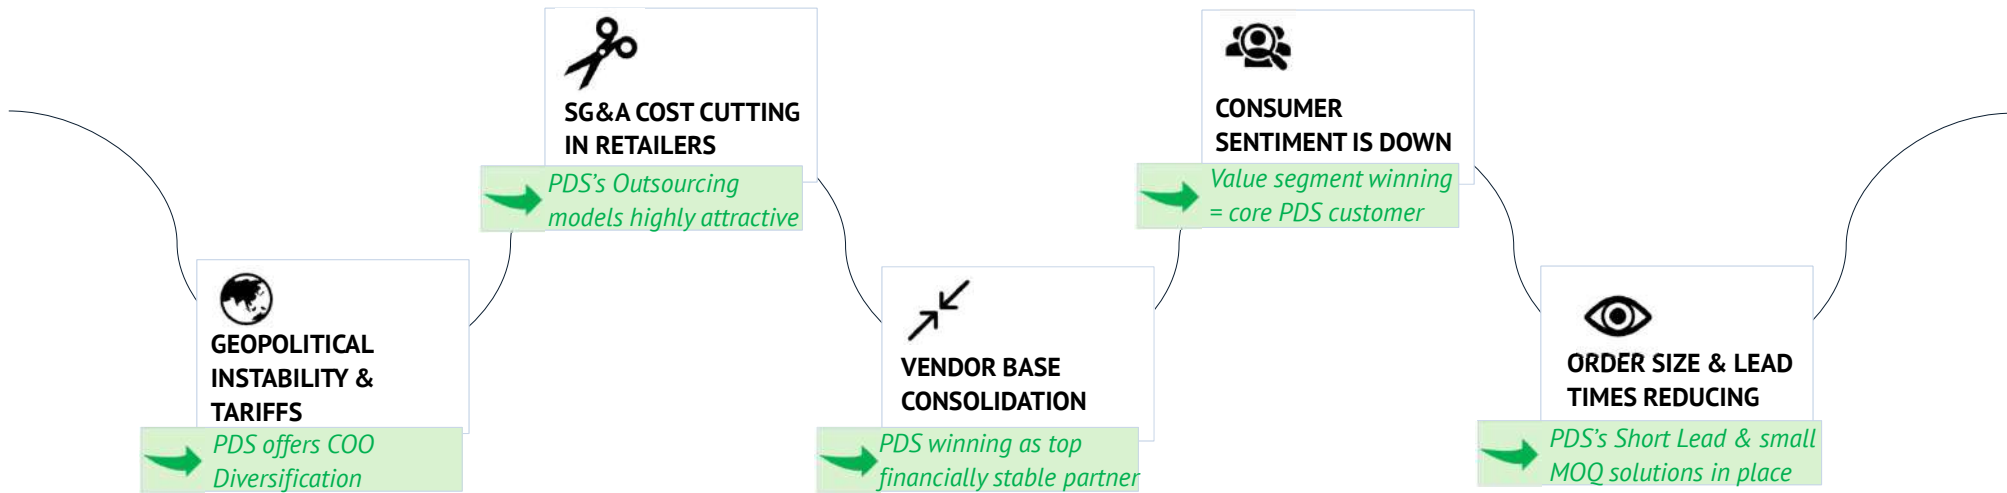 GEOPOLITICAL
INSTABILITY &
TARIFFS
PDS offers COO
Diversification
SG&A COST CUTTING
IN RETAILERS
PDS's Outsourcing
models highly attractive
VENDOR BASE
CONSOLIDATION
PDS winning as top
financially stable partner
CONSUMER
SENTIMENT IS DOWN
Value segment winning
= core PDS customer
ORDER SIZE & LEAD
TIMES REDUCING
PDS's Short Lead & small
MOQ solutions in place